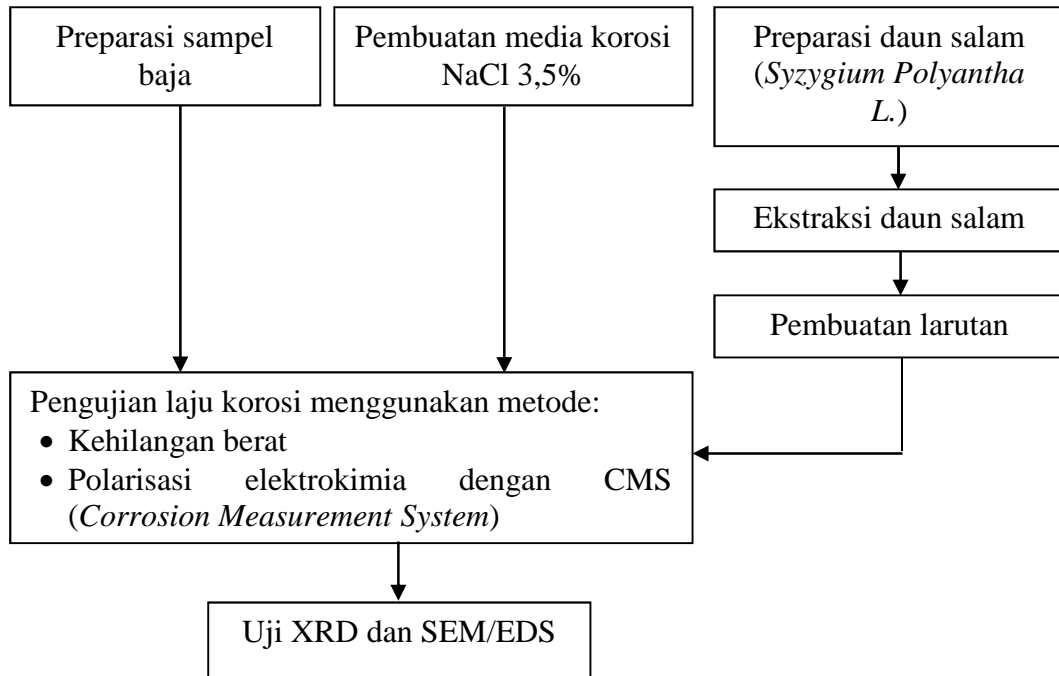 Preparasi sampel
baja
Pembuatan media korosi
NaCl 3,5%
Preparasi daun salam
(Syzygium Polyantha
L.)
Ekstraksi daun salam
Pembuatan larutan
Pengujian laju korosi menggunakan metode:
• Kehilangan berat
• Polarisasi elektrokimia dengan CMS
(Corrosion Measurement System)
Uji XRD dan SEM/EDS